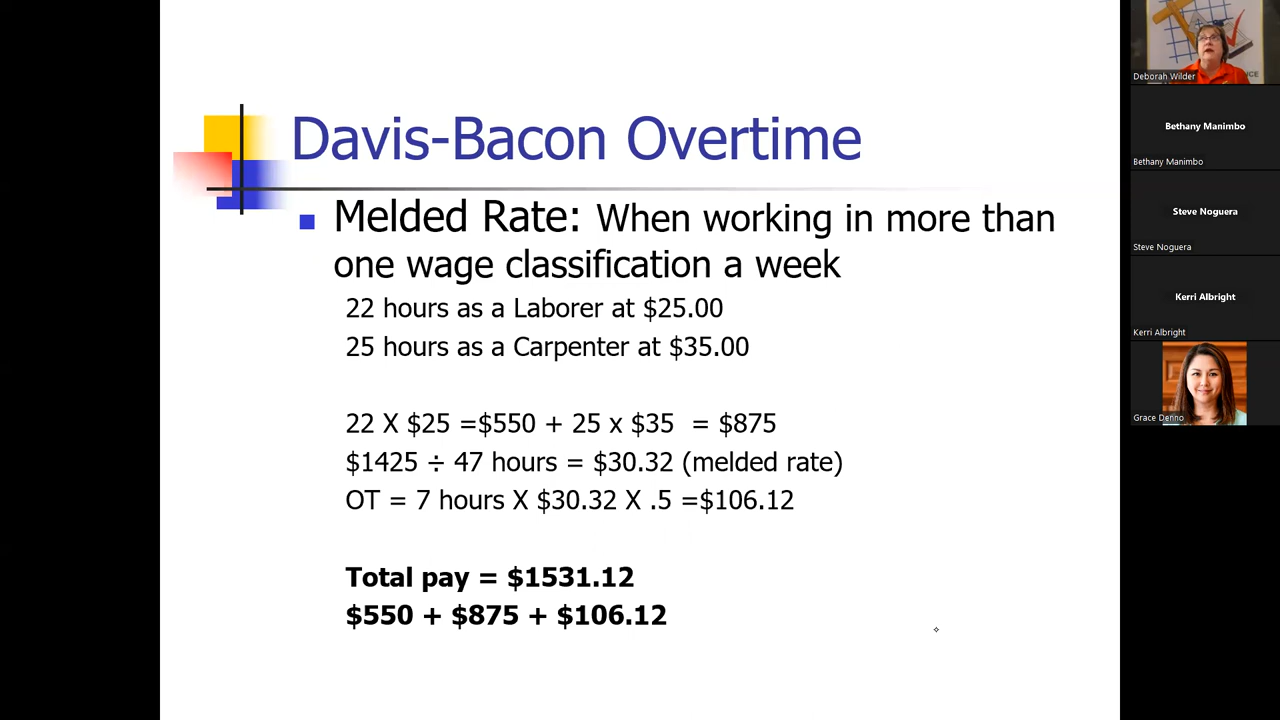 Davis-Bacon Overtime
Melded Rate: When working in more than
one wage classification a week
22 hours as a Laborer at $25.00
25 hours as a Carpenter at $35.00
22 X $25 =$550 + 25 x $35 = $875
$1425 ÷ 47 hours = $30.32 (melded rate)
OT = 7 hours X $30.32 X .5 =$106.12
Total pay = $1531.12
$550 + $875 + $106.12
Deborah Wilder
Bethany Manimbo
Bethany Manimbo
Steve Noguera
Steve Noguera
Kerri Albright
Kerri Albright
Grace Denno